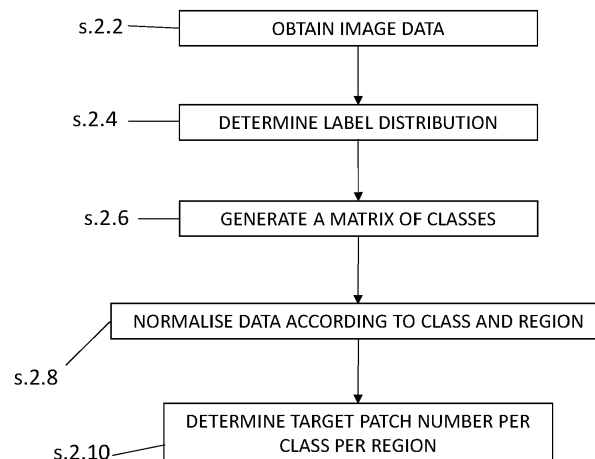 s.2.2
OBTAIN IMAGE DATA
s.2.4
DETERMINE LABEL DISTRIBUTION
s.2.6
GENERATE A MATRIX OF CLASSES
NORMALISE DATA ACCORDING TO CLASS AND REGION
s.2.8
DETERMINE TARGET PATCH NUMBER PER
CLASS PER REGION
s.2.10